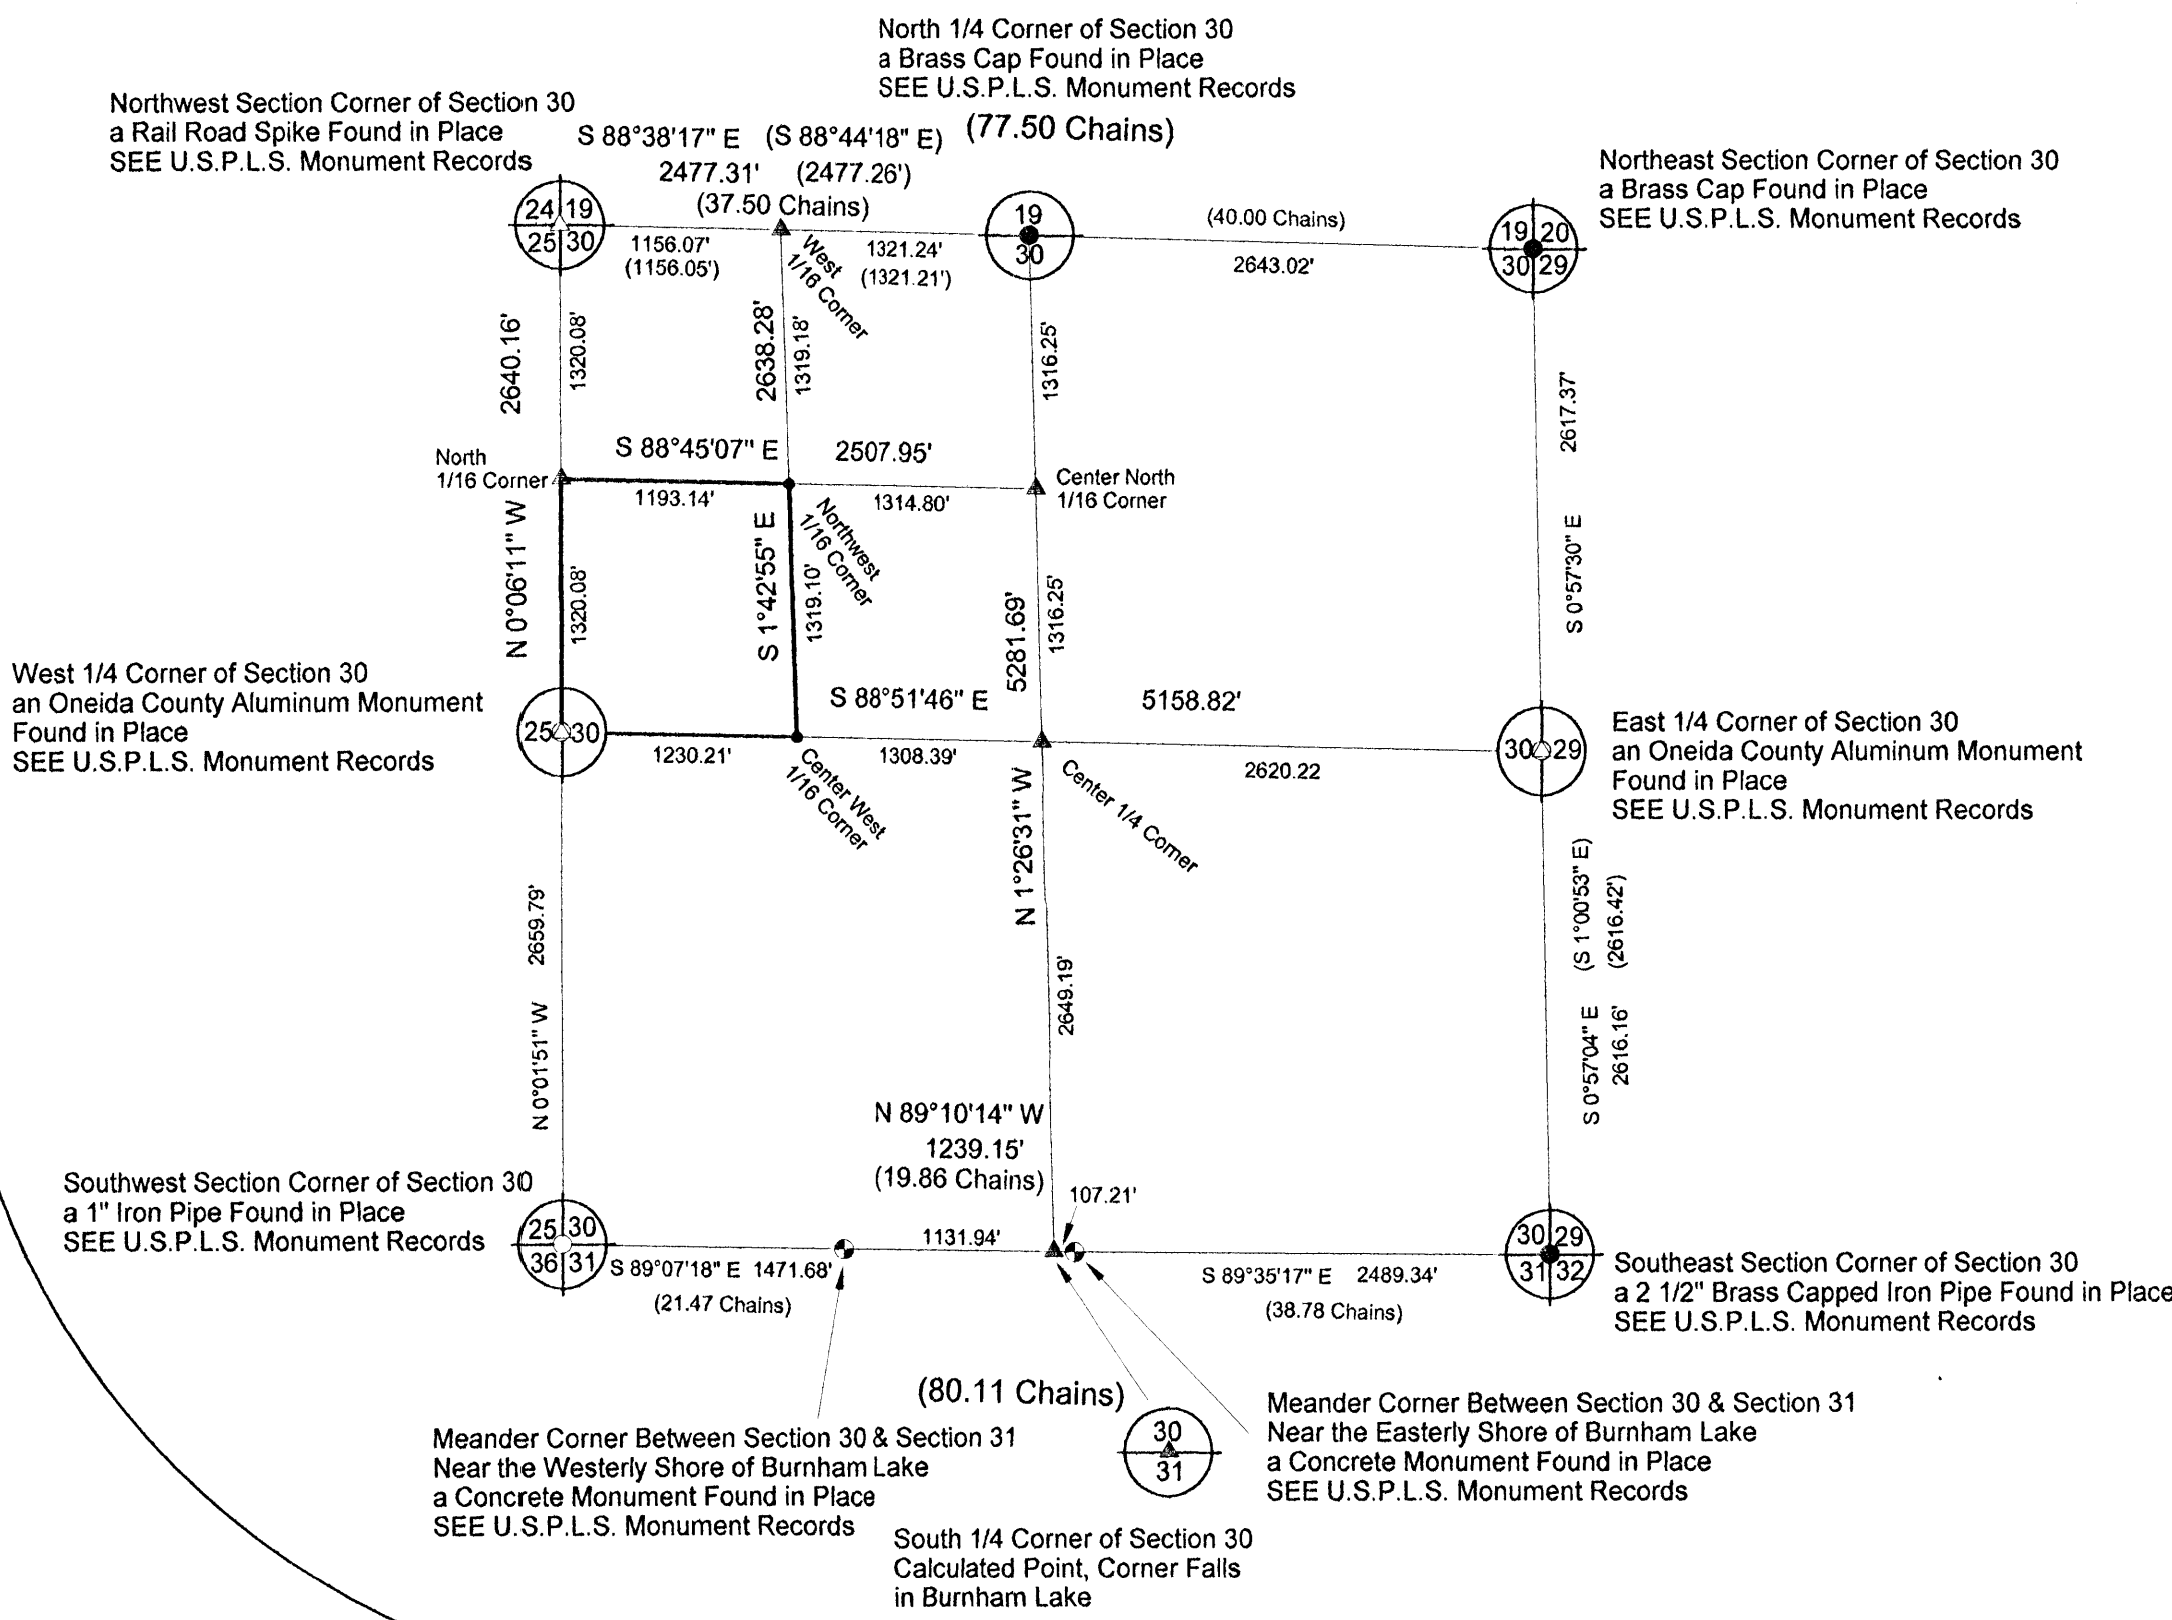 North 1/4 Corner of Section 30
a Brass Cap Found in Place
SEE U.S.P.L.S. Monument Records
Northwest Section Corner of Section 30
a Rail Road Spike Found in Place
SEE U.S.P.L.S. Monument Records
S 88°38'17" E (S 88°44'18" E) (77.50 Chains)
2477.31' (2477.26')
(37.50 Chains)
Northeast Section Corner of Section 30
a Brass Cap Found in Place
SEE U.S.P.L.S. Monument Records
24 19
25 30
1156.07'
(1156.05')
West
1/16 Corner
1321.24'
(1321.21')
19
30
(40.00 Chains)
2643.02'
19 20
30 29
2640.16'
1320.08'
2638.28'
1319.18'
1316.25'
2617.37'
North
1/16 Corner
S 88°45'07" E 2507.95'
1193.14'
1314.80'
Center North
1/16 Corner
N 0°06'11" W
1320.08'
S 1°42'55" E
1319.10'
Northwest
1/16 Corner
5281.69'
1316.25'
S 0°57'30" E
West 1/4 Corner of Section 30
an Oneida County Aluminum Monument
Found in Place
SEE U.S.P.L.S. Monument Records
25 30
S 88°51'46" E 5158.82'
1230.21'
1308.39'
2620.22
Center West
1/16 Corner
Center 1/4 Corner
30 29
East 1/4 Corner of Section 30
an Oneida County Aluminum Monument
Found in Place
SEE U.S.P.L.S. Monument Records
N 1°26'31" W
2649.19'
2659.79'
N 0°01'51" W
(S 1°00'53" E)
(2616.42')
S 0°57'04" E
2616.16'
N 89°10'14" W
1239.15'
(19.86 Chains)
107.21'
1131.94'
Southwest Section Corner of Section 30
a 1" Iron Pipe Found in Place
SEE U.S.P.L.S. Monument Records
25 30
36 31
S 89°07'18" E 1471.68'
(21.47 Chains)
S 89°35'17" E 2489.34'
(38.78 Chains)
30 29
31 32
Southeast Section Corner of Section 30
a 2 1/2" Brass Capped Iron Pipe Found in Place
SEE U.S.P.L.S. Monument Records
(80.11 Chains)
Meander Corner Between Section 30 & Section 31
Near the Westerly Shore of Burnham Lake
a Concrete Monument Found in Place
SEE U.S.P.L.S. Monument Records
30
31
Meander Corner Between Section 30 & Section 31
Near the Easterly Shore of Burnham Lake
a Concrete Monument Found in Place
SEE U.S.P.L.S. Monument Records
South 1/4 Corner of Section 30
Calculated Point, Corner Falls
in Burnham Lake